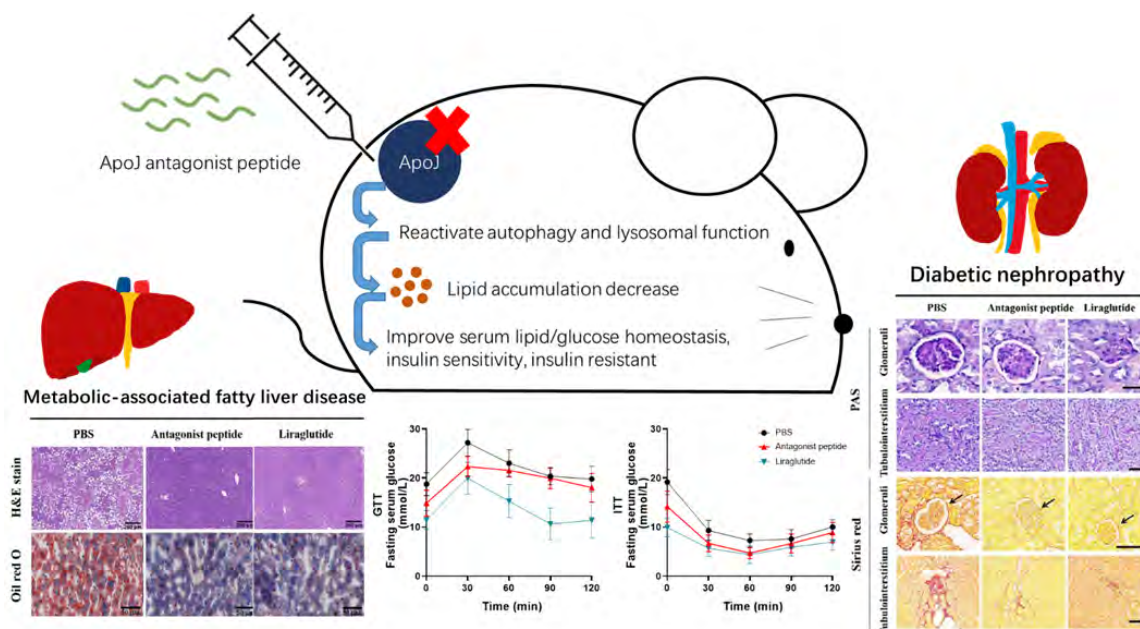 ApoJ antagonist peptide
ApoJ
Reactivate autophagy and lysosomal function
Lipid accumulation decrease
Improve serum lipid/glucose homeostasis,
insulin sensitivity, insulin resistant
Metabolic-associated fatty liver disease
PBS
Antagonist peptide
Liraglutide
H&E stain
Oil red O
GTT
Fasting serum glucose
(mmol/L)
30
20
10
0
0
30
60
90
120
Time (min)
ITT
Fasting serum glucose
(mmol/L)
30
20
10
0
0
30
60
90
120
Time (min)
PBS
Antagonist peptide
Liraglutide
Diabetic nephropathy
PBS
Antagonist peptide
Liraglutide
PAS
Glomeruli
Tubulointerstitium
Sirius red
Glomeruli
Tubulointerstitium